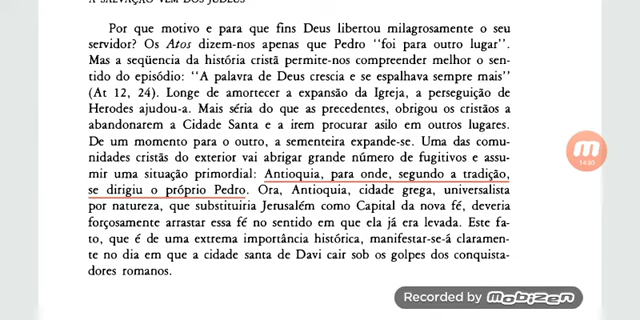 A SALVAÇÃO VEM DOS JUDEUS
Por que motivo e para que fins Deus libertou milagrosamente o seu
servidor? Os Atos dizem-nos apenas que Pedro “foi para outro lugar”.
Mas a seqüência da história cristã permite-nos compreender melhor o sen-
tido do episódio: “A palavra de Deus crescia e se espalhava sempre mais”
(At 12, 24). Longe de amortecer a expansão da Igreja, a perseguição de
Herodes ajudou-a. Mais séria do que as precedentes, obrigou os cristãos a
abandonarem a Cidade Santa e a irem procurar asilo em outros lugares.
De um momento para o outro, a sementeira expande-se. Uma das comu-
nidades cristãs do exterior vai abrigar grande número de fugitivos e assu-
mir uma situação primordial: Antioquia, para onde, segundo a tradição,
se dirigiu o próprio Pedro. Ora, Antioquia, cidade grega, universalista
por natureza, que substituiria Jerusalém como Capital da nova fé, deveria
forçosamente arrastar essa fé no sentido em que ela já era levada. Este fa-
to, que é de uma extrema importância histórica, manifestar-se-á claramen-
te no dia em que a cidade santa de Davi cair sob os golpes dos conquista-
dores romanos.
14:50
Recorded by mobizen